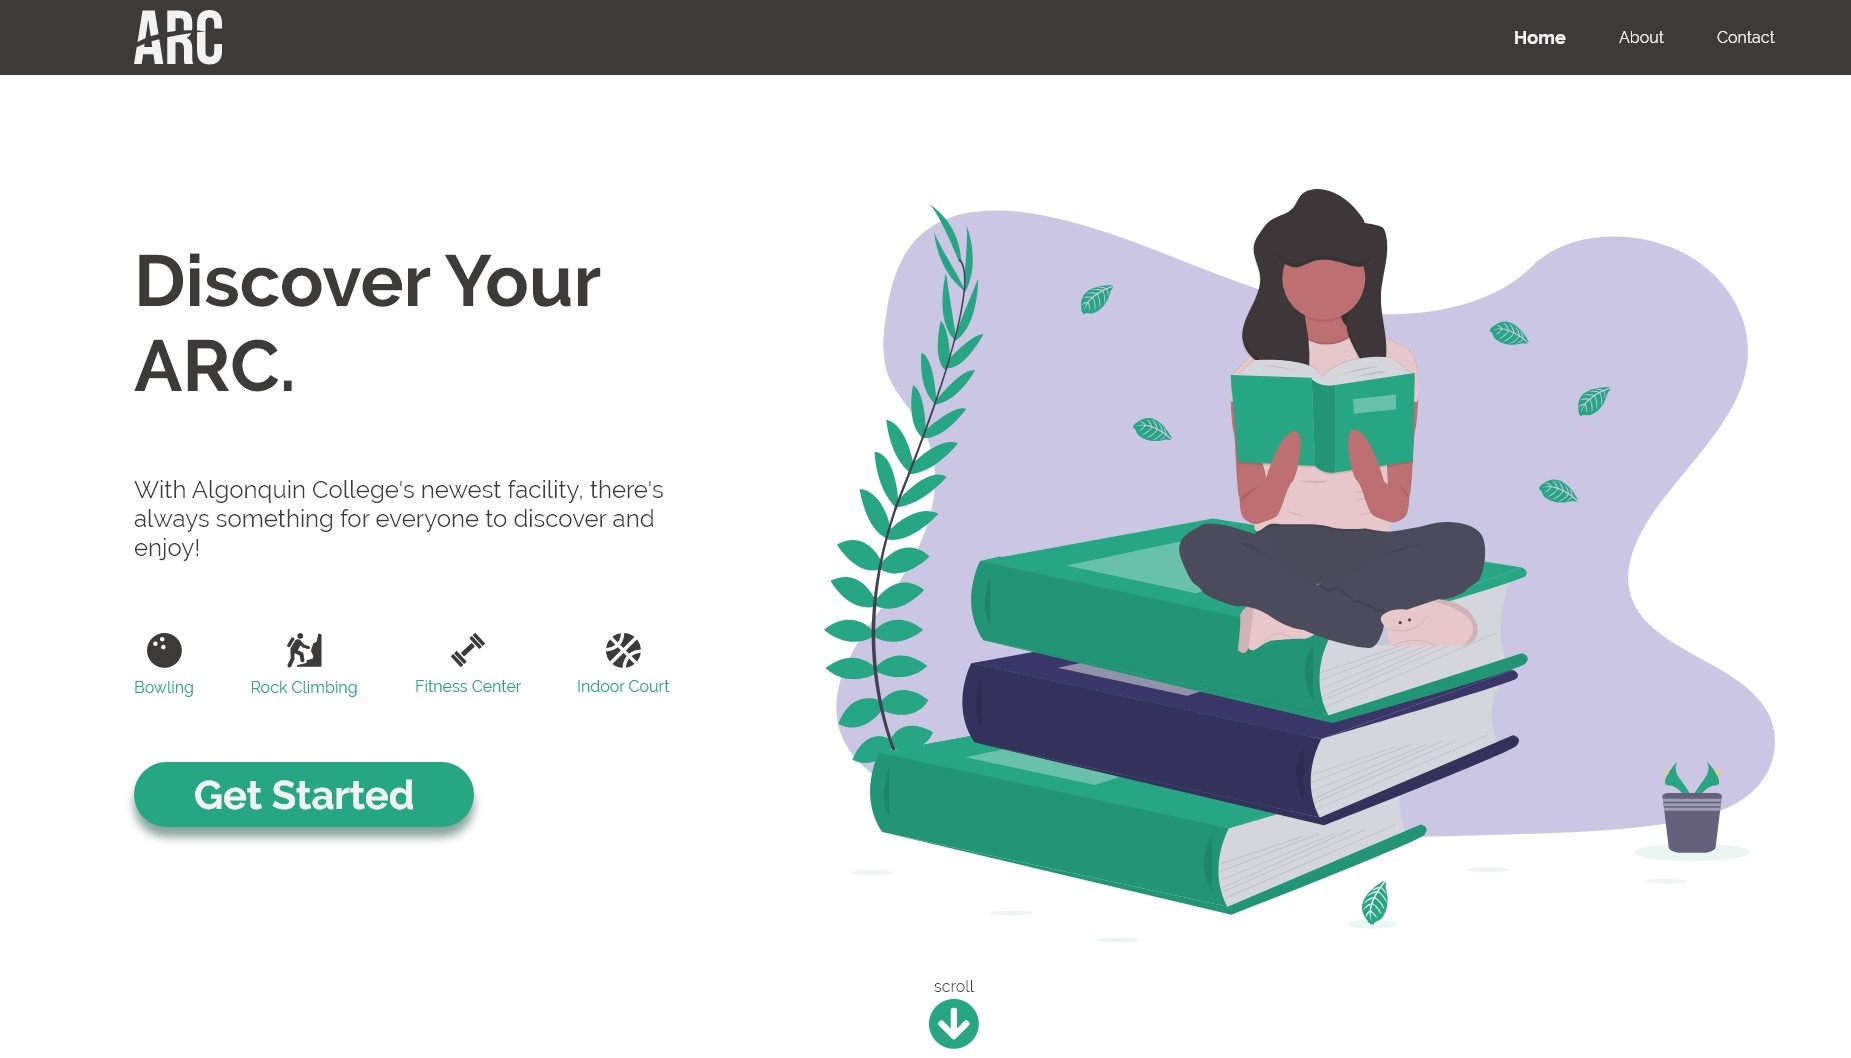 ARC
Home
About
Contact
Discover Your
ARC.
With Algonquin College's newest facility, there's
always something for everyone to discover and
enjoy!
Bowling
Rock Climbing
Fitness Center
Indoor Court
Get Started
scroll